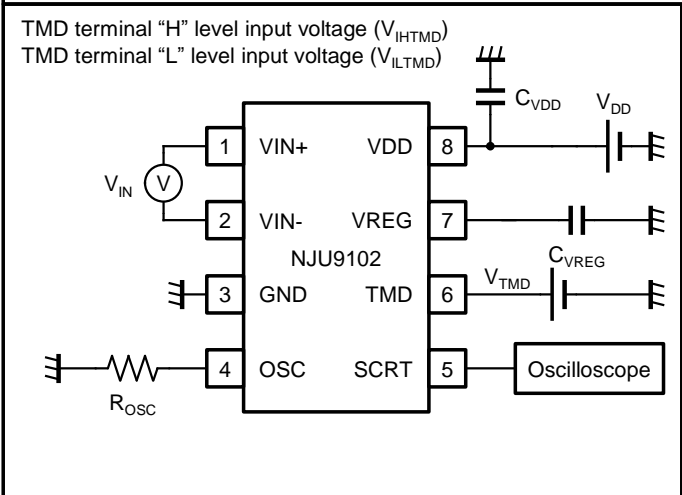 TMD terminal “H” level input voltage (VIHTMD)
TMD terminal “L” level input voltage (VILTMD)
CVDD
VDD
1 VIN+ VDD 8
VIN V
2 VIN- VREG 7
NJU9102
CVREG
3 GND TMD 6 VTMD
4 OSC SCRT 5 Oscilloscope
ROSC